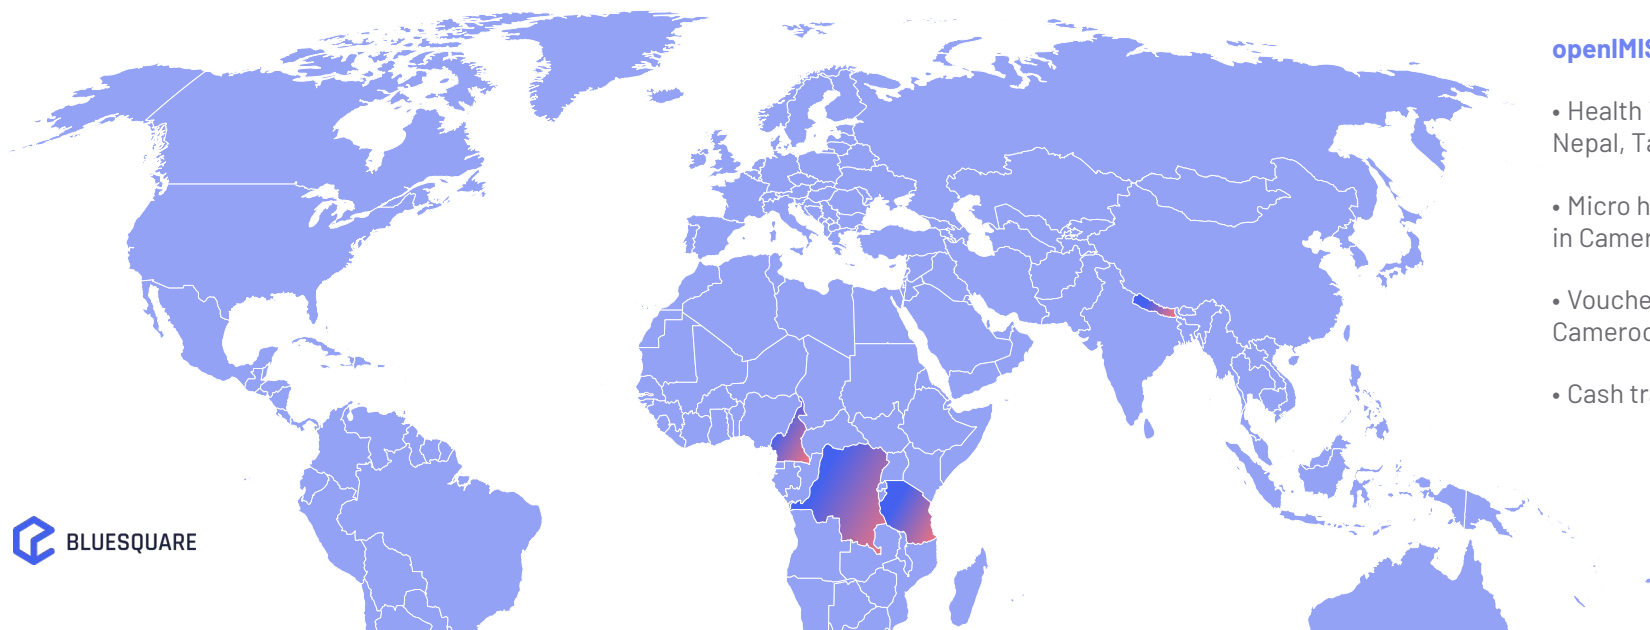 openIMIS
• Health
Nepal, Ta
• Micro h
in Camer
• Vouche
Cameroo
• Cash tr
BLUESQUARE